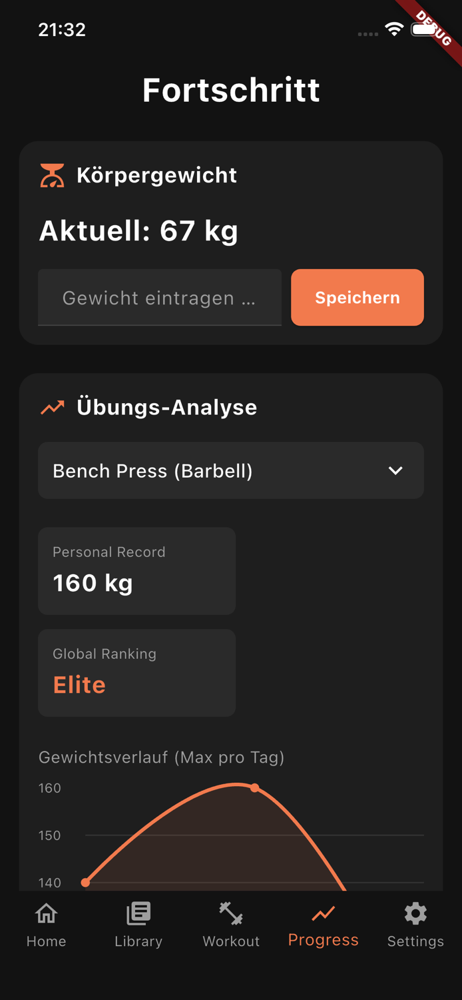 21:32
DEBUG
Fortschritt
Körpergewicht
Aktuell: 67 kg
Gewicht eintragen ...
Speichern
Übungs-Analyse
Bench Press (Barbell)
Personal Record
160 kg
Global Ranking
Elite
Gewichtsverlauf (Max pro Tag)
160
150
140
Home
Library
Workout
Progress
Settings